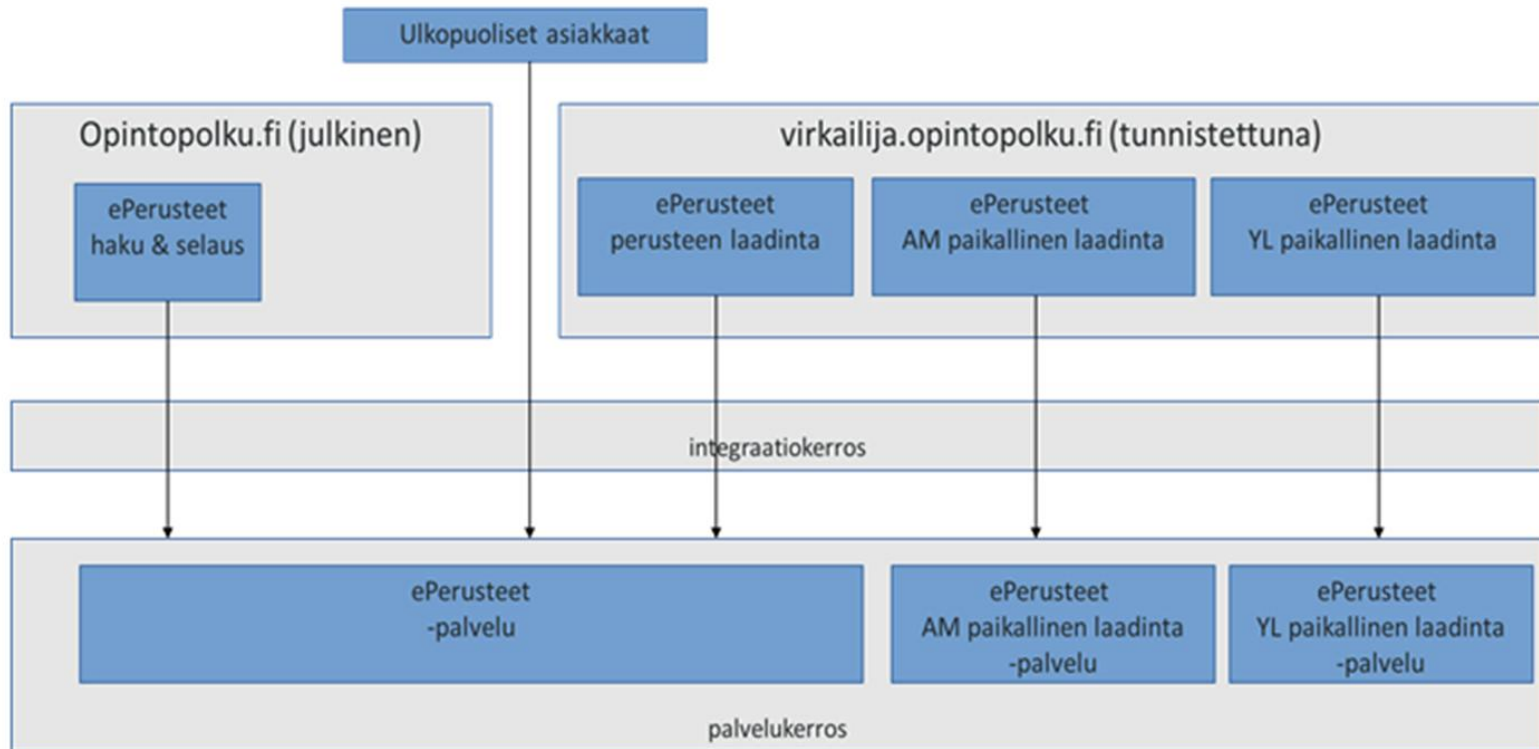 Ulkopuoliset asiakkaat
Opintopolku.fi (julkinen)
ePerusteet
haku & selaus
virkailija.opintopolku.fi (tunnistettuna)
ePerusteet
perusteen laadinta
ePerusteet
AM paikallinen laadinta
ePerusteet
YL paikallinen laadinta
integraatiokerros
ePerusteet
-palvelu
ePerusteet
AM paikallinen laadinta
-palvelu
ePerusteet
YL paikallinen laadinta
-palvelu
palvelukerros